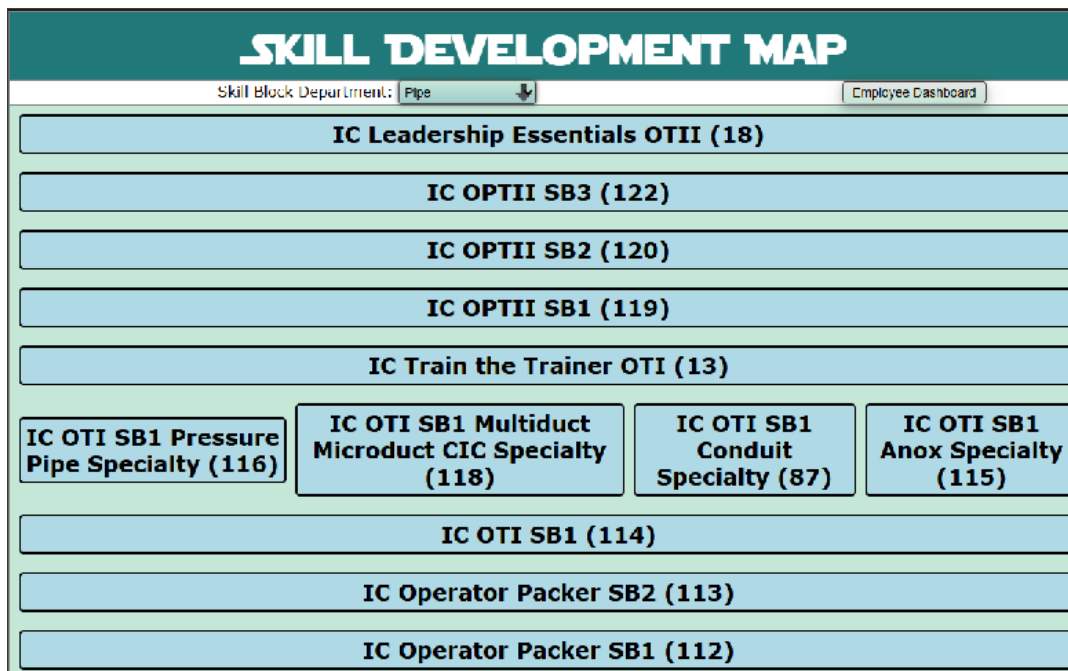 Skill Development Map
Skill Block Department: Pipe
Employee Dashboard
IC Leadership Essentials OTII (18)
IC OPTII SB3 (122)
IC OPTII SB2 (120)
IC OPTII SB1 (119)
IC Train the Trainer OTI (13)
IC OTI SB1 Pressure
Pipe Specialty (116)
IC OTI SB1 Multiduct
Microduct CIC Specialty
(118)
IC OTI SB1
Conduit
Specialty (87)
IC OTI SB1
Anox Specialty
(115)
IC OTI SB1 (114)
IC Operator Packer SB2 (113)
IC Operator Packer SB1 (112)